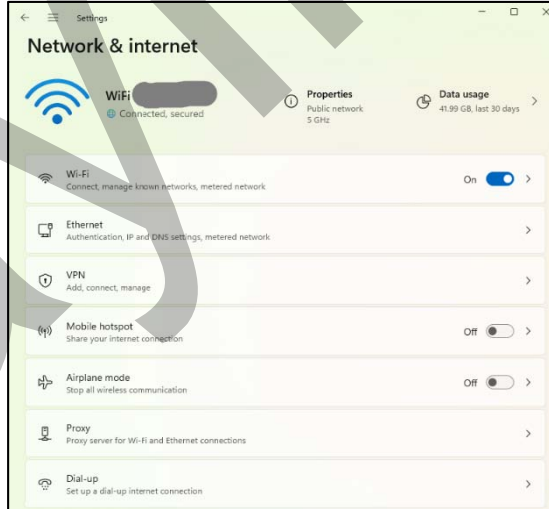 Settings
Network & internet
WiFi
Connected, secured
Properties
Public network
5 GHz
Data usage
41.99 GB, last 30 days
Wi-Fi
Connect, manage known networks, metered network
On
Ethernet
Authentication, IP and DNS settings, metered network
VPN
Add, connect, manage
Mobile hotspot
Share your internet connection
Off
Airplane mode
Stop all wireless communication
Off
Proxy
Proxy server for Wi-Fi and Ethernet connections
Dial-up
Set up a dial-up internet connection